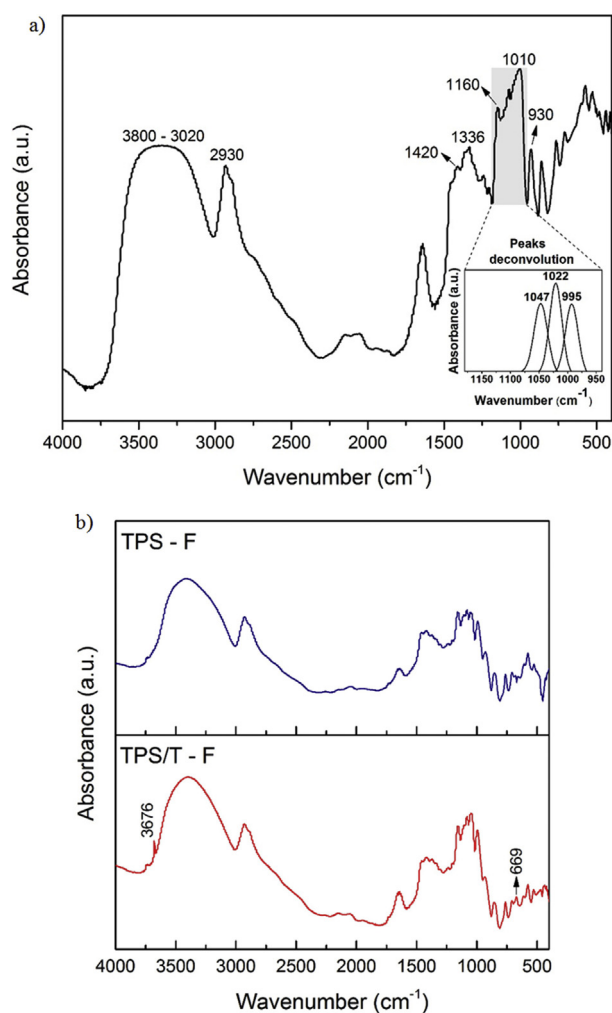 a)
1010
1160
930
3800 - 3020
1336
2930
1420
Absorbance (a.u.)
Peaks
deconvolution
1022
1047 995
Absorbance (a.u.)
1150 1100 1050 1000 950
Wavenumber (cm⁻¹)
4000 3500 3000 2500 2000 1500 1000 500
Wavenumber (cm⁻¹)
b)
TPS - F
Absorbance (a.u.)
TPS/T - F
3676
669
4000 3500 3000 2500 2000 1500 1000 500
Wavenumber (cm⁻¹)